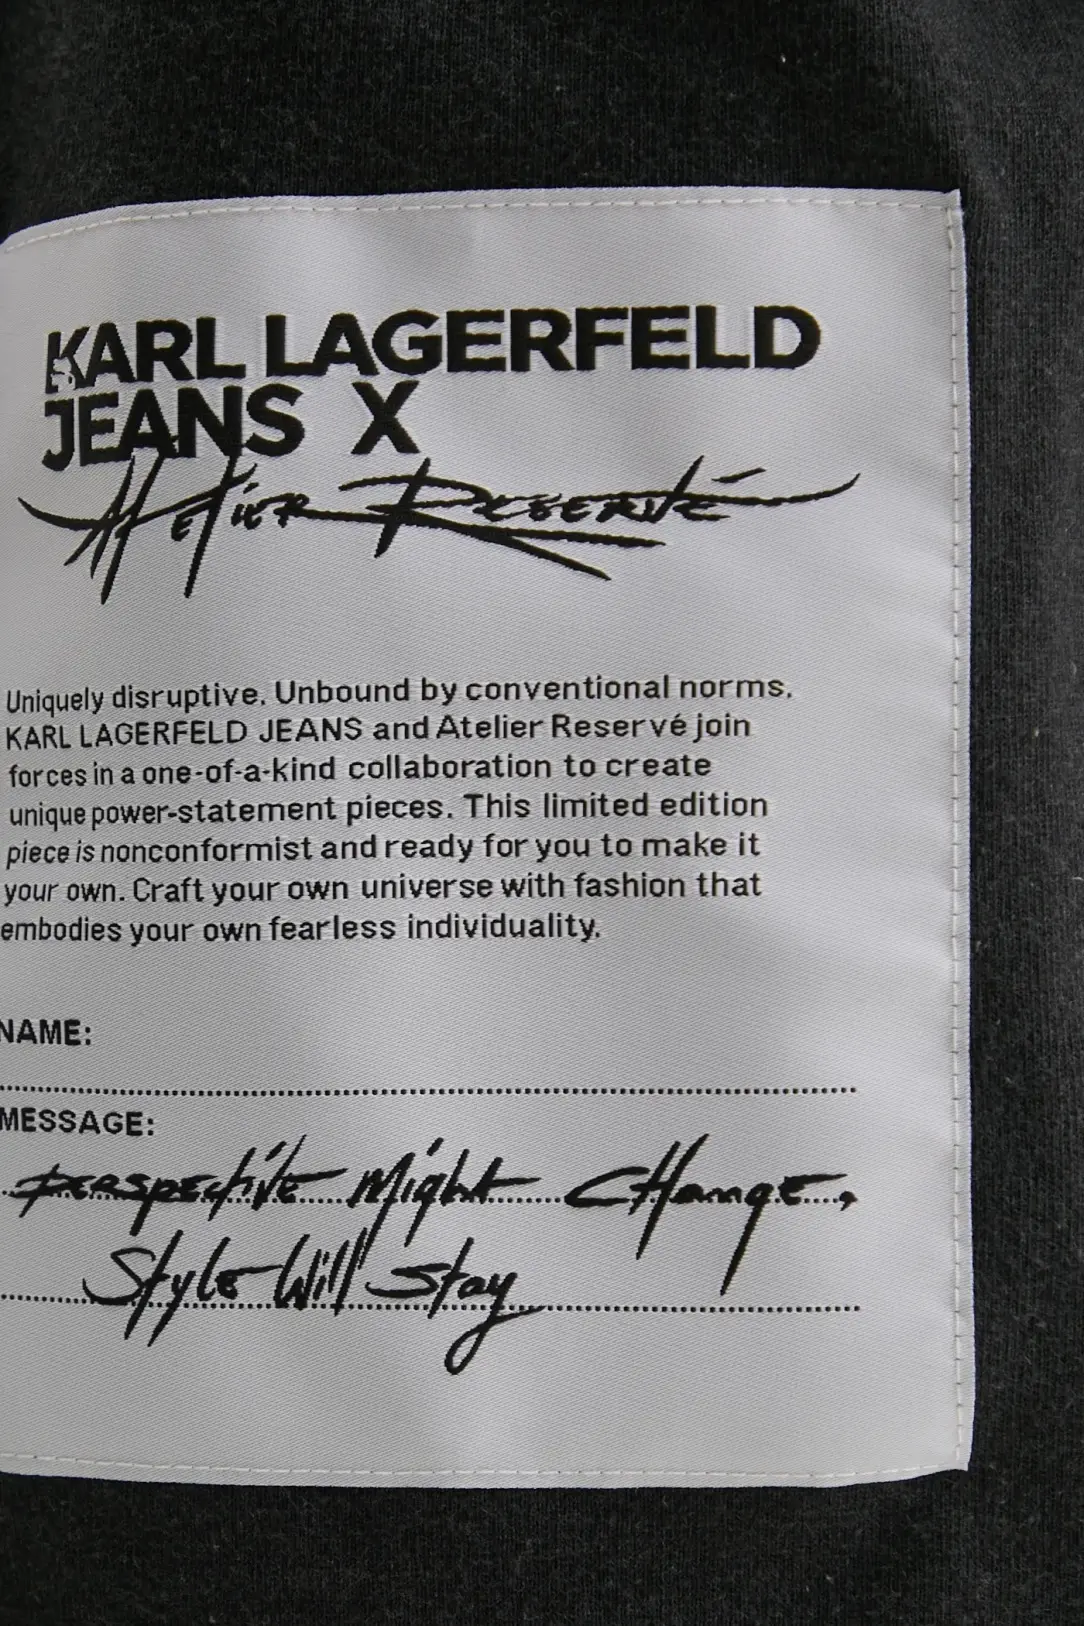 KARL LAGERFELD
JEANS X
Atelier Reservé
Uniquely disruptive. Unbound by conventional norms.
KARL LAGERFELD JEANS and Atelier Reservé join
forces in a one-of-a-kind collaboration to create
unique power-statement pieces. This limited edition
piece is nonconformist and ready for you to make it
your own. Craft your own universe with fashion that
embodies your own fearless individuality.
NAME:
MESSAGE:
Perspective Might Change,
Style Will Stay